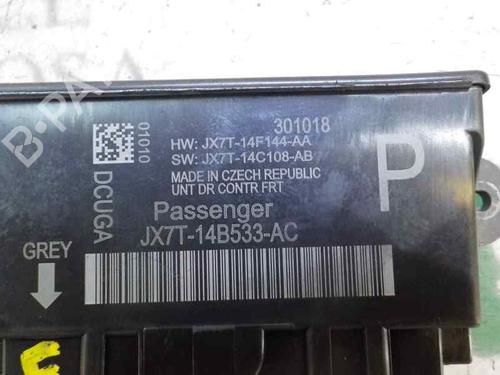 B-PARTS
301018
01010
HW: JX7T-14F144-AA
SW: JX7T-14C108-AB
MADE IN CZECH REPUBLIC
UNT DR CONTR FRT
P
DCUGA
Passenger
JX7T-14B533-AC
GREY